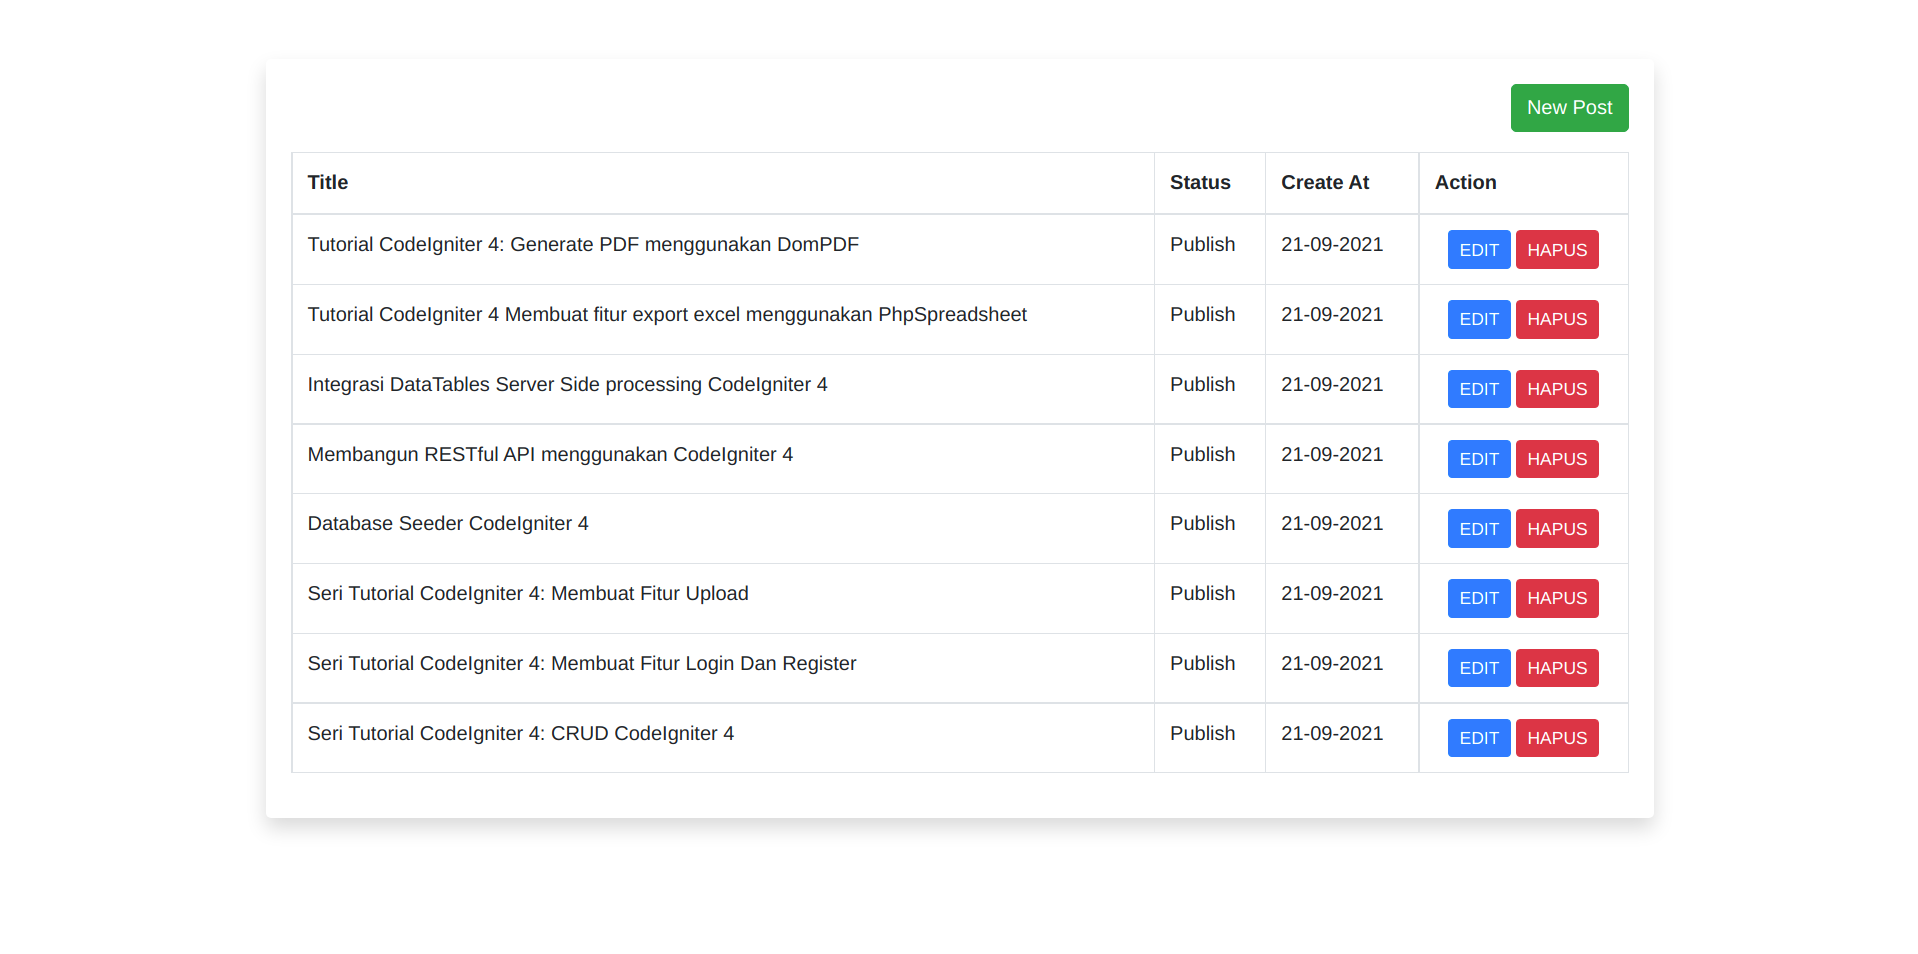 New Post
Title Status Create At Action
Tutorial CodeIgniter 4: Generate PDF menggunakan DomPDF Publish 21-09-2021 EDIT HAPUS
Tutorial CodeIgniter 4 Membuat fitur export excel menggunakan PhpSpreadsheet Publish 21-09-2021 EDIT HAPUS
Integrasi DataTables Server Side processing CodeIgniter 4 Publish 21-09-2021 EDIT HAPUS
Membangun RESTful API menggunakan CodeIgniter 4 Publish 21-09-2021 EDIT HAPUS
Database Seeder CodeIgniter 4 Publish 21-09-2021 EDIT HAPUS
Seri Tutorial CodeIgniter 4: Membuat Fitur Upload Publish 21-09-2021 EDIT HAPUS
Seri Tutorial CodeIgniter 4: Membuat Fitur Login Dan Register Publish 21-09-2021 EDIT HAPUS
Seri Tutorial CodeIgniter 4: CRUD CodeIgniter 4 Publish 21-09-2021 EDIT HAPUS